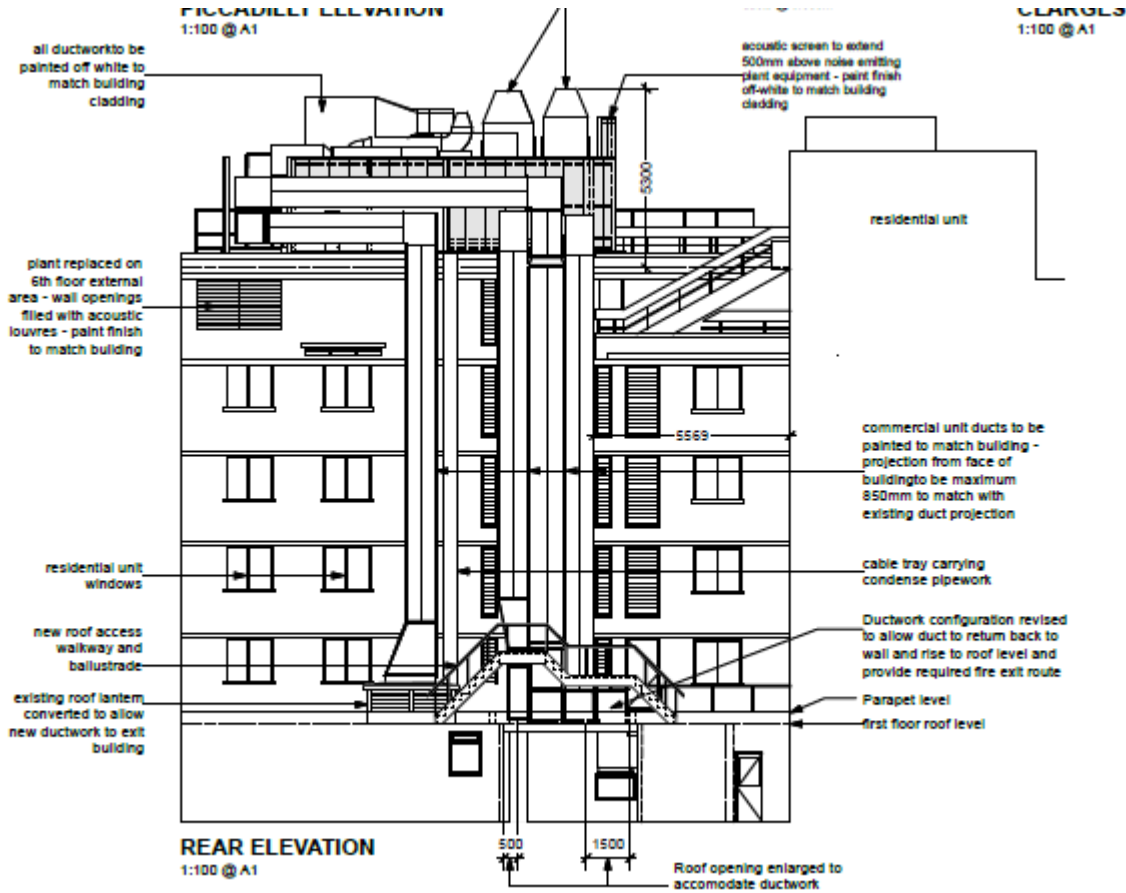 PICCADILLY ELEVATION
1:100 @ A1
CLARGES
1:100 @ A1
all ductworkto be
painted off white to
match building
cladding
acoustic screen to extend
500mm above noise emitting
plant equipment - paint finish
off-white to match building
cladding
5300
residential unit
plant replaced on
6th floor external
area - wall openings
filled with acoustic
louvres - paint finish
to match building
5569
commercial unit ducts to be
painted to match building -
projection from face of
buildingto be maximum
850mm to match with
existing duct projection
residential unit
windows
cable tray carrying
condense pipework
new roof access
walkway and
ballustrade
Ductwork configuration revised
to allow duct to return back to
wall and rise to roof level and
provide required fire exit route
existing roof lantern
converted to allow
new ductwork to exit
building
Parapet level
first floor roof level
REAR ELEVATION
1:100 @ A1
500
1500
Roof opening enlarged to
accomodate ductwork